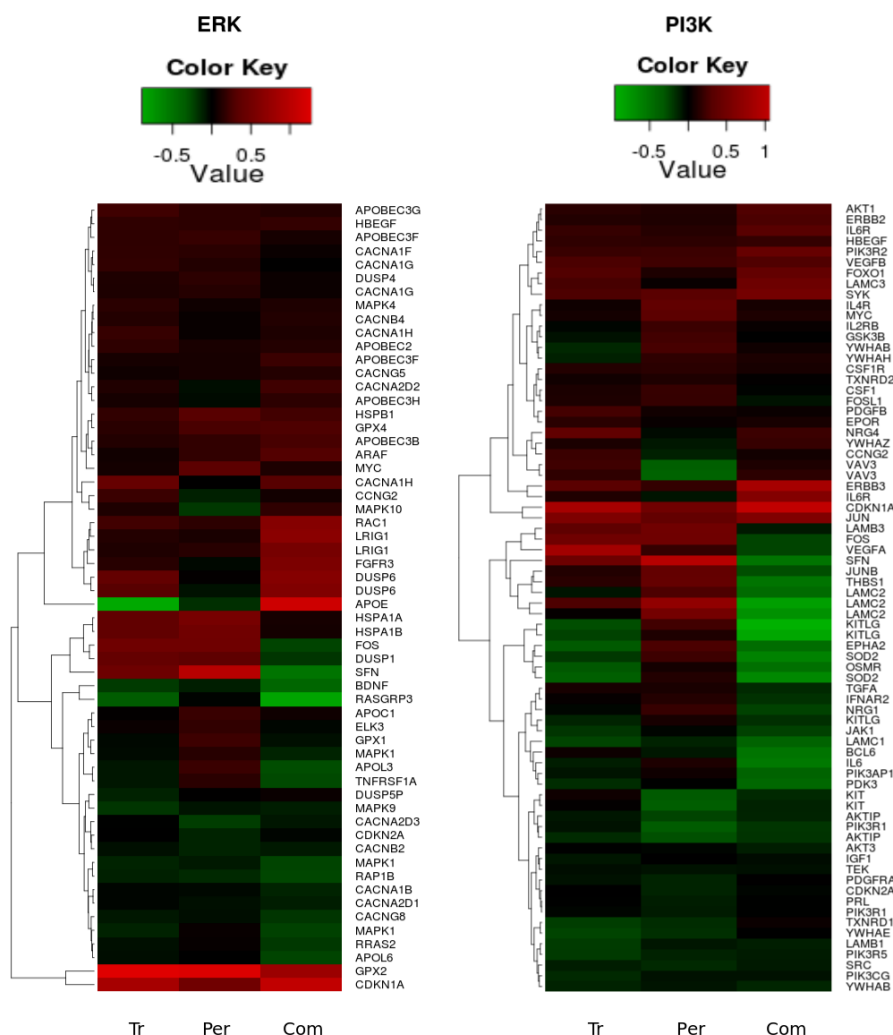 ERK
Color Key
-0.5 0.5
Value
APOBEC3G
HBEGF
APOBEC3F
CACNA1F
CACNA1G
DUSP4
CACNA1G
MAPK4
CACNB4
CACNA1H
APOBEC2
APOBEC3F
CACNG5
CACNA2D2
APOBEC3H
HSPB1
GPX4
APOBEC3B
ARAF
MYC
CACNA1H
CCNG2
MAPK10
RAC1
LRIG1
LRIG1
FGFR3
DUSP6
DUSP6
APOE
HSPA1A
HSPA1B
FOS
DUSP1
SFN
BDNF
RASGRP3
APOC1
ELK3
GPX1
MAPK1
APOL3
TNFRSF1A
DUSP5P
MAPK9
CACNA2D3
CDKN2A
CACNB2
MAPK1
RAP1B
CACNA1B
CACNA2D1
CACNG8
MAPK1
RRAS2
APOL6
GPX2
CDKN1A
Tr Per Com
PI3K
Color Key
-0.5 0.5 1
Value
AKT1
ERBB2
IL6R
HBEGF
PIK3R2
VEGFB
FOXO1
LAMC3
SYK
IL4R
MYC
IL2RB
GSK3B
YWHAB
YWHAH
CSF1R
TXNRD2
CSF1
FOSL1
PDGFB
EPOR
NRG4
YWHAZ
CCNG2
VAV3
VAV3
ERBB3
IL6R
CDKN1A
JUN
LAMB3
FOS
VEGFA
SFN
JUNB
THBS1
LAMC2
LAMC2
LAMC2
KITLG
KITLG
EPHA2
SOD2
OSMR
SOD2
TGFA
IFNAR2
NRG1
KITLG
JAK1
LAMC1
BCL6
IL6
PIK3AP1
PDK3
KIT
KIT
AKTIP
PIK3R1
AKTIP
AKT3
IGF1
TEK
PDGFRA
CDKN2A
PRL
PIK3R1
TXNRD1
YWHAE
LAMB1
PIK3R5
SRC
PIK3CG
YWHAB
Tr Per Com